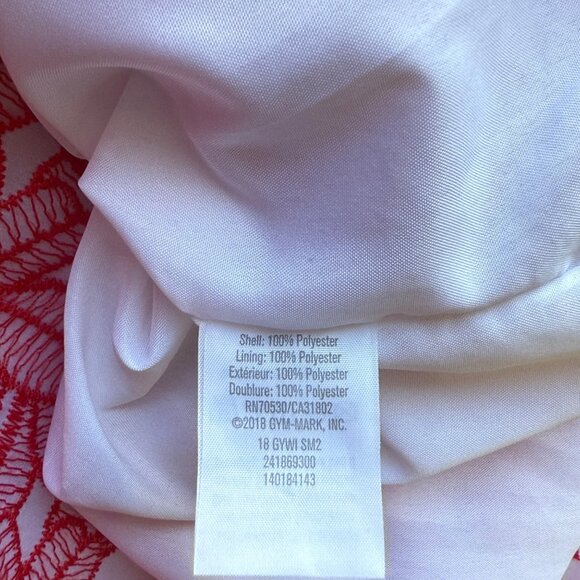 Shell: 100% Polyester
Lining: 100% Polyester
Extérieur: 100% Polyester
Doublure: 100% Polyester
RN70530/CA31802
©2018 GYM-MARK, INC.
18 GYWI SM2
241869300
140184143